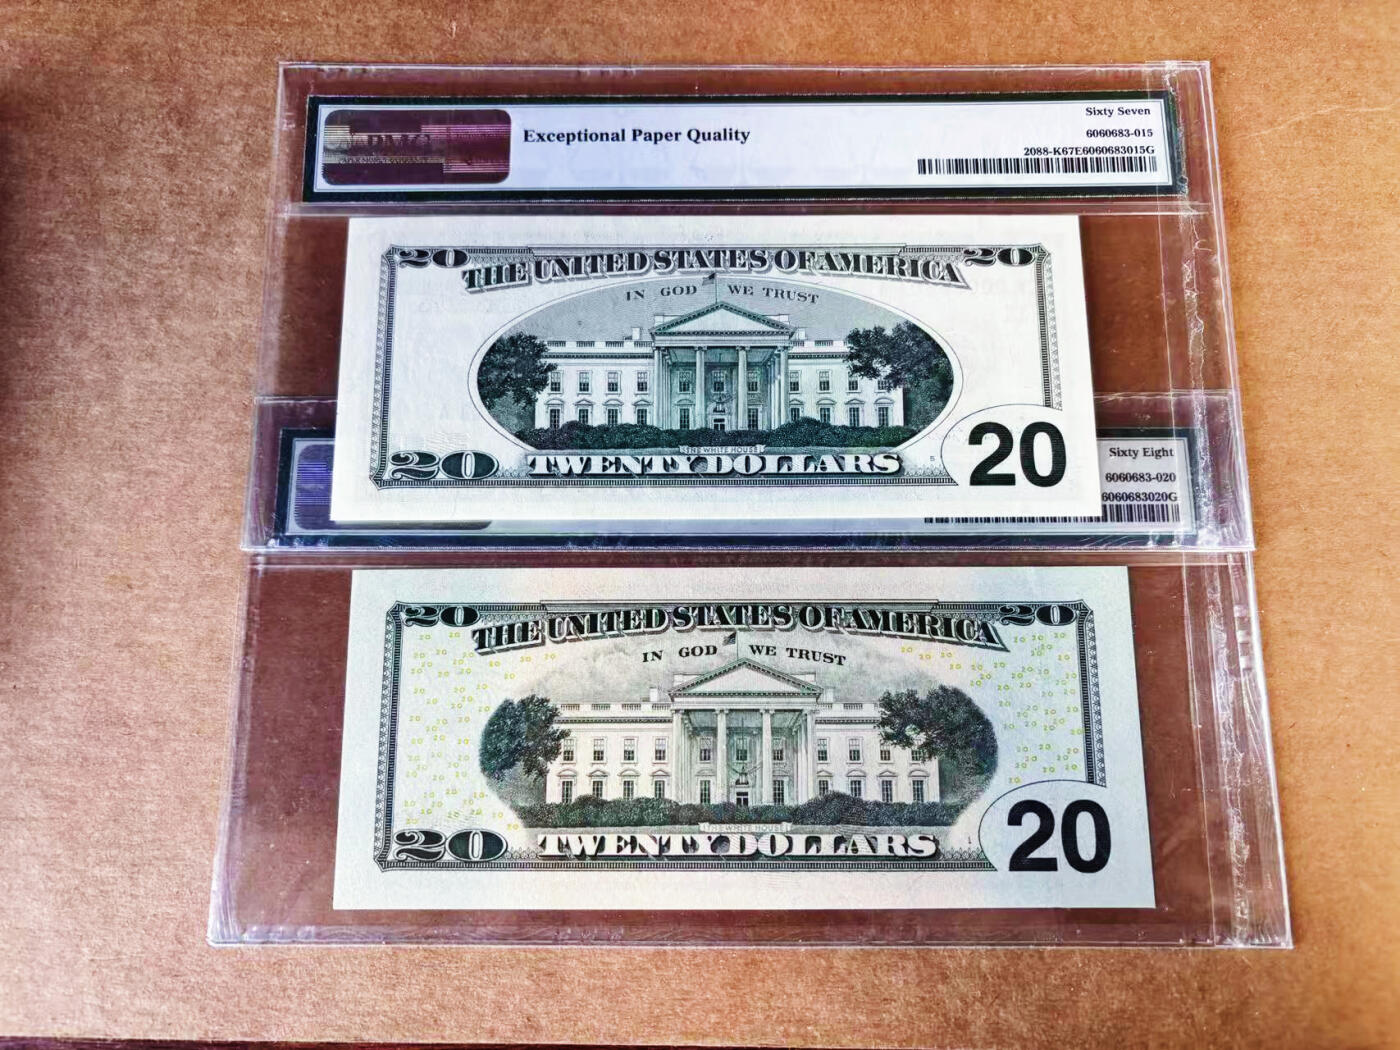 Sixty Seven
Exceptional Paper Quality
6060683-015
2088-K67E6060683015G
20 20
THE UNITED STATES OF AMERICA
IN GOD WE TRUST
THE WHITE HOUSE
20 TWENTY DOLLARS 5 20
Sixty Eight
6060683-020
6060683020G
20 20
THE UNITED STATES OF AMERICA
IN GOD WE TRUST
THE WHITE HOUSE
20 TWENTY DOLLARS 1 20